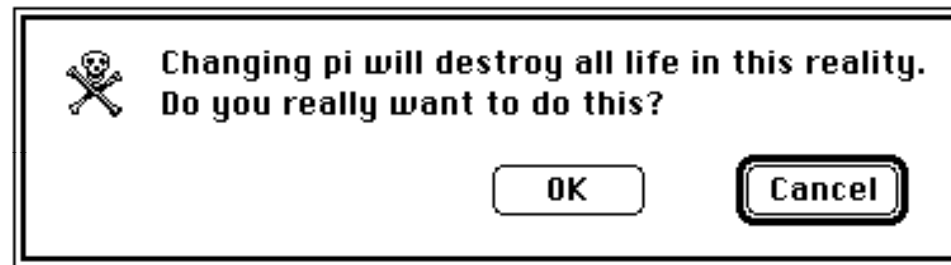 Changing pi will destroy all life in this reality.
Do you really want to do this?
OK
Cancel